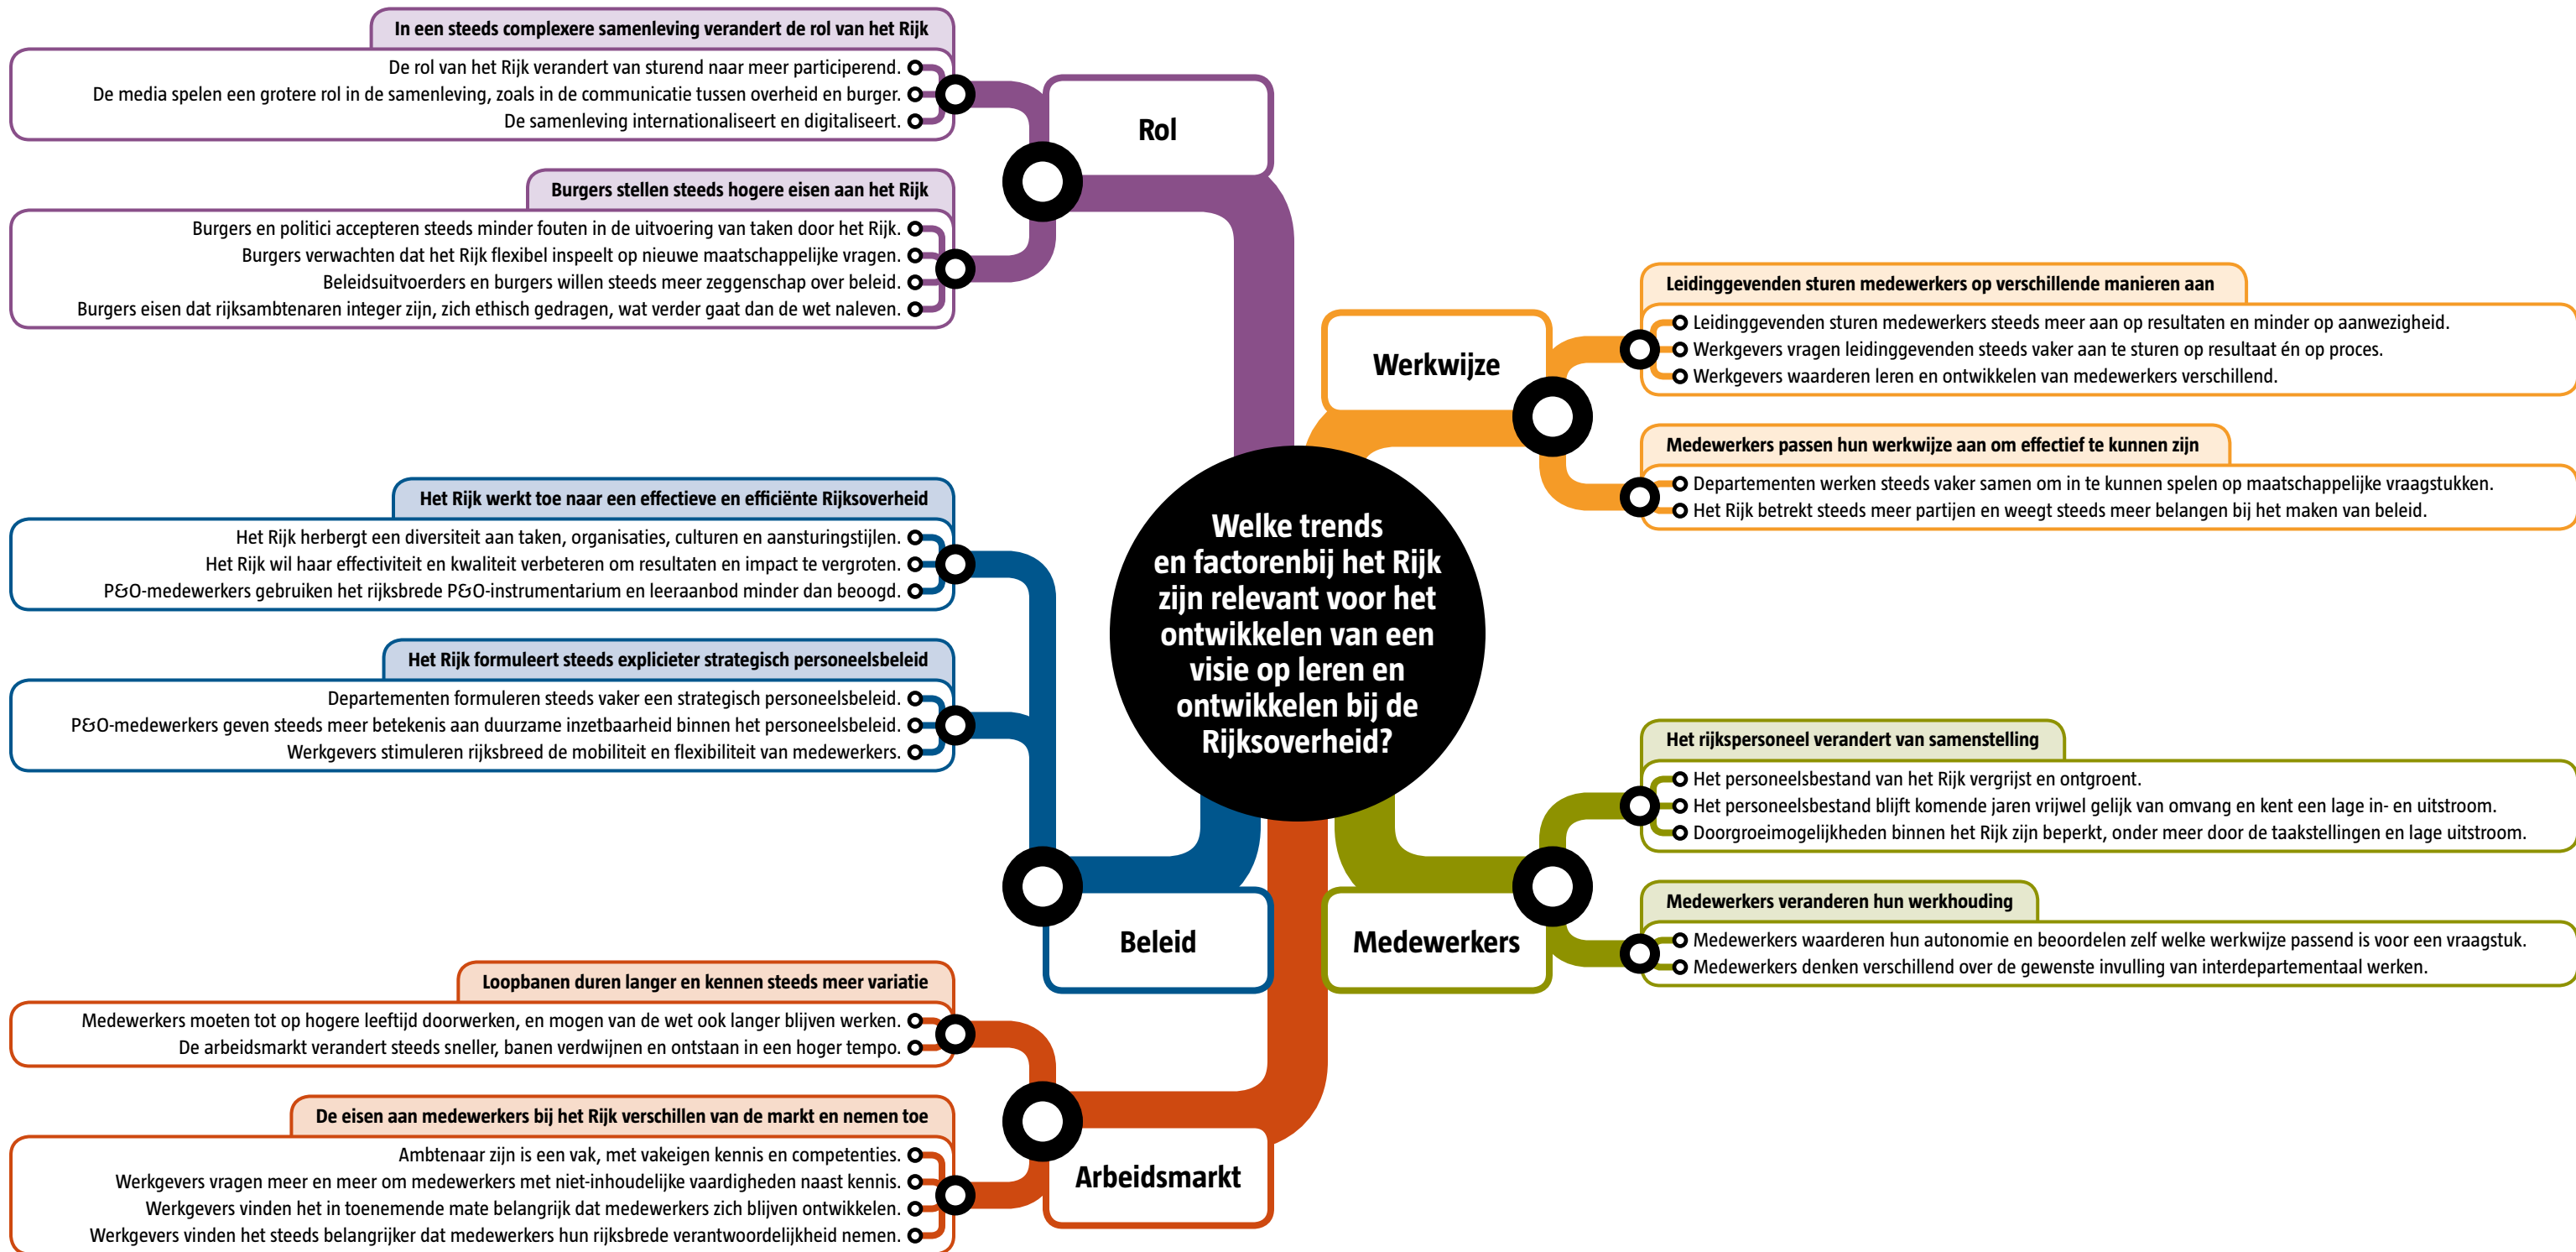 In een steeds complexere samenleving verandert de rol van het Rijk
De rol van het Rijk verandert van sturend naar meer participerend.
De media spelen een grotere rol in de samenleving, zoals in de communicatie tussen overheid en burger.
De samenleving internationaliseert en digitaliseert.
Burgers stellen steeds hogere eisen aan het Rijk
Burgers en politici accepteren steeds minder fouten in de uitvoering van taken door het Rijk.
Burgers verwachten dat het Rijk flexibel inspeelt op nieuwe maatschappelijke vragen.
Beleidsuitvoerders en burgers willen steeds meer zeggenschap over beleid.
Burgers eisen dat rijksambtenaren integer zijn, zich ethisch gedragen, wat verder gaat dan de wet naleven.
Rol
Het Rijk werkt toe naar een effectieve en efficiënte Rijksoverheid
Het Rijk herbergt een diversiteit aan taken, organisaties, culturen en aansturingstijlen.
Het Rijk wil haar effectiviteit en kwaliteit verbeteren om resultaten en impact te vergroten.
P&O-medewerkers gebruiken het rijksbrede P&O-instrumentarium en leeraanbod minder dan beoogd.
Het Rijk formuleert steeds explicieter strategisch personeelsbeleid
Departementen formuleren steeds vaker een strategisch personeelsbeleid.
P&O-medewerkers geven steeds meer betekenis aan duurzame inzetbaarheid binnen het personeelsbeleid.
Werkgevers stimuleren rijksbreed de mobiliteit en flexibiliteit van medewerkers.
Beleid
Loopbanen duren langer en kennen steeds meer variatie
Medewerkers moeten tot op hogere leeftijd doorwerken, en mogen van de wet ook langer blijven werken.
De arbeidsmarkt verandert steeds sneller, banen verdwijnen en ontstaan in een hoger tempo.
De eisen aan medewerkers bij het Rijk verschillen van de markt en nemen toe
Ambtenaar zijn is een vak, met vakeigen kennis en competenties.
Werkgevers vragen meer en meer om medewerkers met niet-inhoudelijke vaardigheden naast kennis.
Werkgevers vinden het in toenemende mate belangrijk dat medewerkers zich blijven ontwikkelen.
Werkgevers vinden het steeds belangrijker dat medewerkers hun rijksbrede verantwoordelijkheid nemen.
Arbeidsmarkt
Welke trends
en factorenbij het Rijk
zijn relevant voor het
ontwikkelen van een
visie op leren en
ontwikkelen bij de
Rijksoverheid?
Werkwijze
Leidinggevenden sturen medewerkers op verschillende manieren aan
Leidinggevenden sturen medewerkers steeds meer aan op resultaten en minder op aanwezigheid.
Werkgevers vragen leidinggevenden steeds vaker aan te sturen op resultaat én op proces.
Werkgevers waarderen leren en ontwikkelen van medewerkers verschillend.
Medewerkers passen hun werkwijze aan om effectief te kunnen zijn
Departementen werken steeds vaker samen om in te kunnen spelen op maatschappelijke vraagstukken.
Het Rijk betrekt steeds meer partijen en weegt steeds meer belangen bij het maken van beleid.
Medewerkers
Het rijkspersoneel verandert van samenstelling
Het personeelsbestand van het Rijk vergrijst en ontgroent.
Het personeelsbestand blijft komende jaren vrijwel gelijk van omvang en kent een lage in- en uitstroom.
Doorgroeimogelijkheden binnen het Rijk zijn beperkt, onder meer door de taakstellingen en lage uitstroom.
Medewerkers veranderen hun werkhouding
Medewerkers waarderen hun autonomie en beoordelen zelf welke werkwijze passend is voor een vraagstuk.
Medewerkers denken verschillend over de gewenste invulling van interdepartementaal werken.